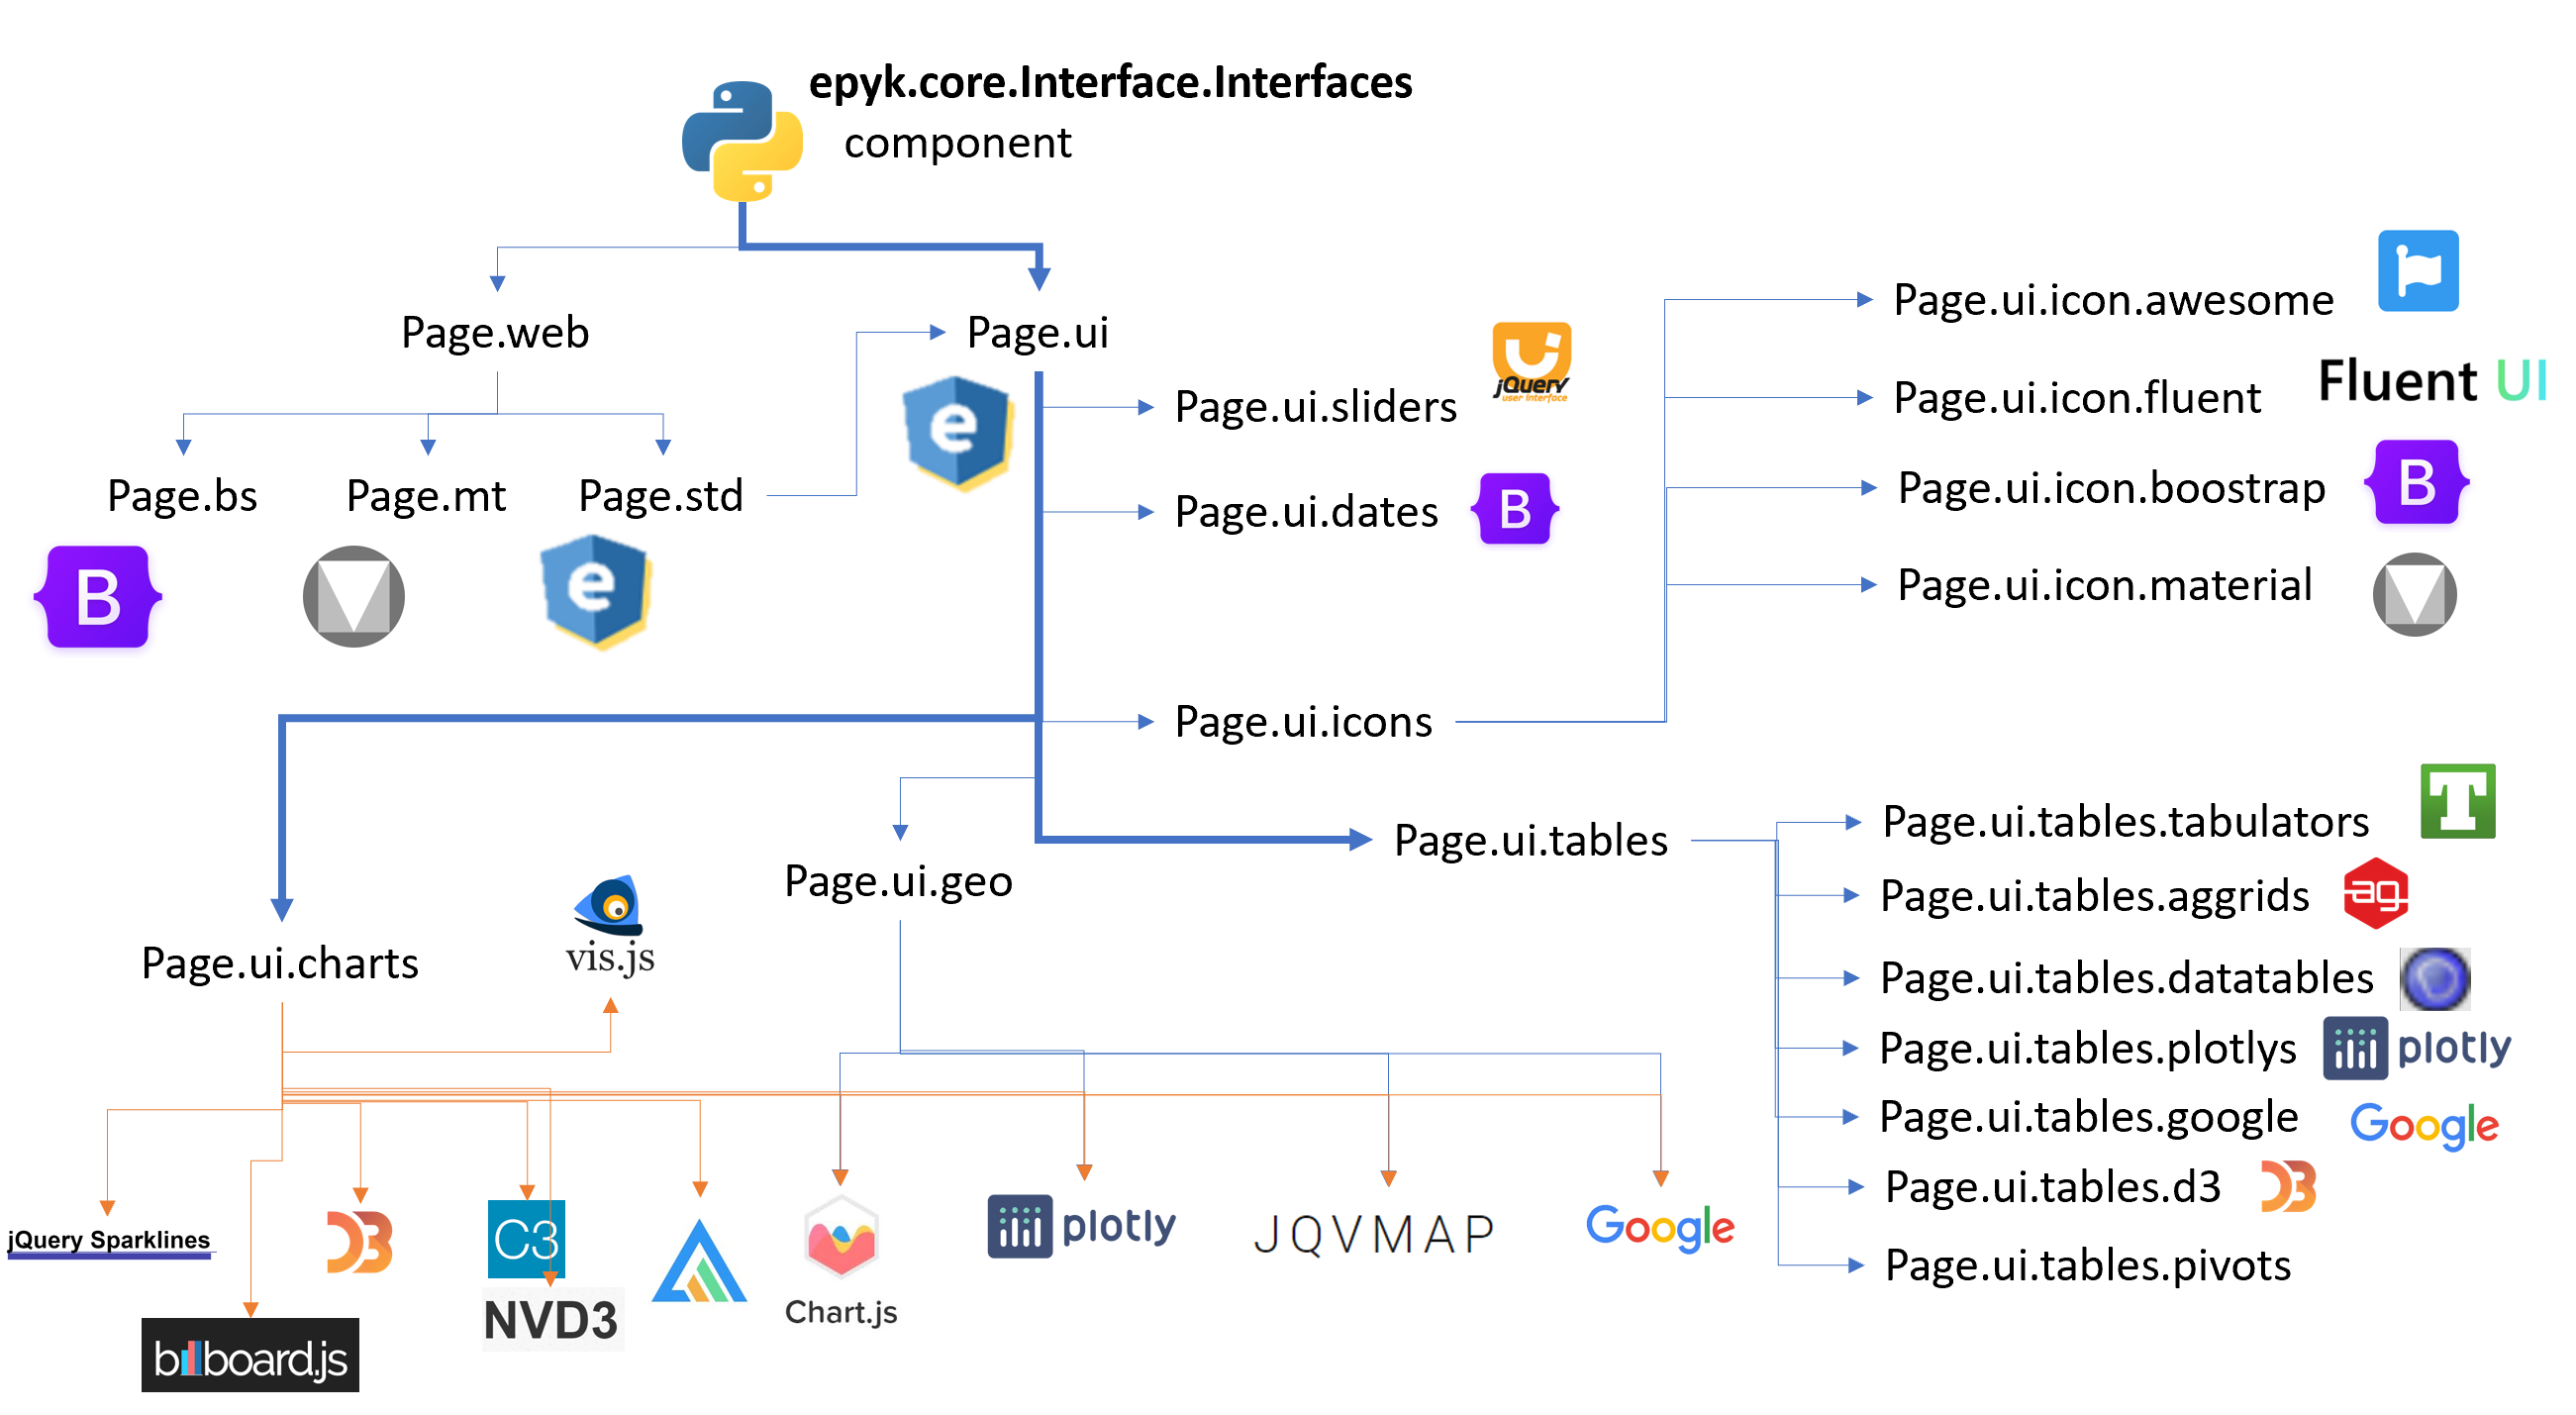 epyk.core.Interface.Interfaces
component
Page.web
Page.ui
Page.bs
Page.mt
Page.std
B
e
e
Page.ui.sliders
ui
jQuery
user interface
Page.ui.dates
B
Page.ui.icons
Page.ui.icon.awesome
Page.ui.icon.fluent
Fluent UI
Page.ui.icon.boostrap
B
Page.ui.icon.material
Page.ui.charts
vis.js
Page.ui.geo
Page.ui.tables
Page.ui.tables.tabulators
T
Page.ui.tables.aggrids
ag
Page.ui.tables.datatables
Page.ui.tables.plotlys
plotly
Page.ui.tables.google
Google
Page.ui.tables.d3
D3
Page.ui.tables.pivots
jQuery Sparklines
billboard.js
D3
C3
NVD3
Chart.js
plotly
JQVMAP
Google